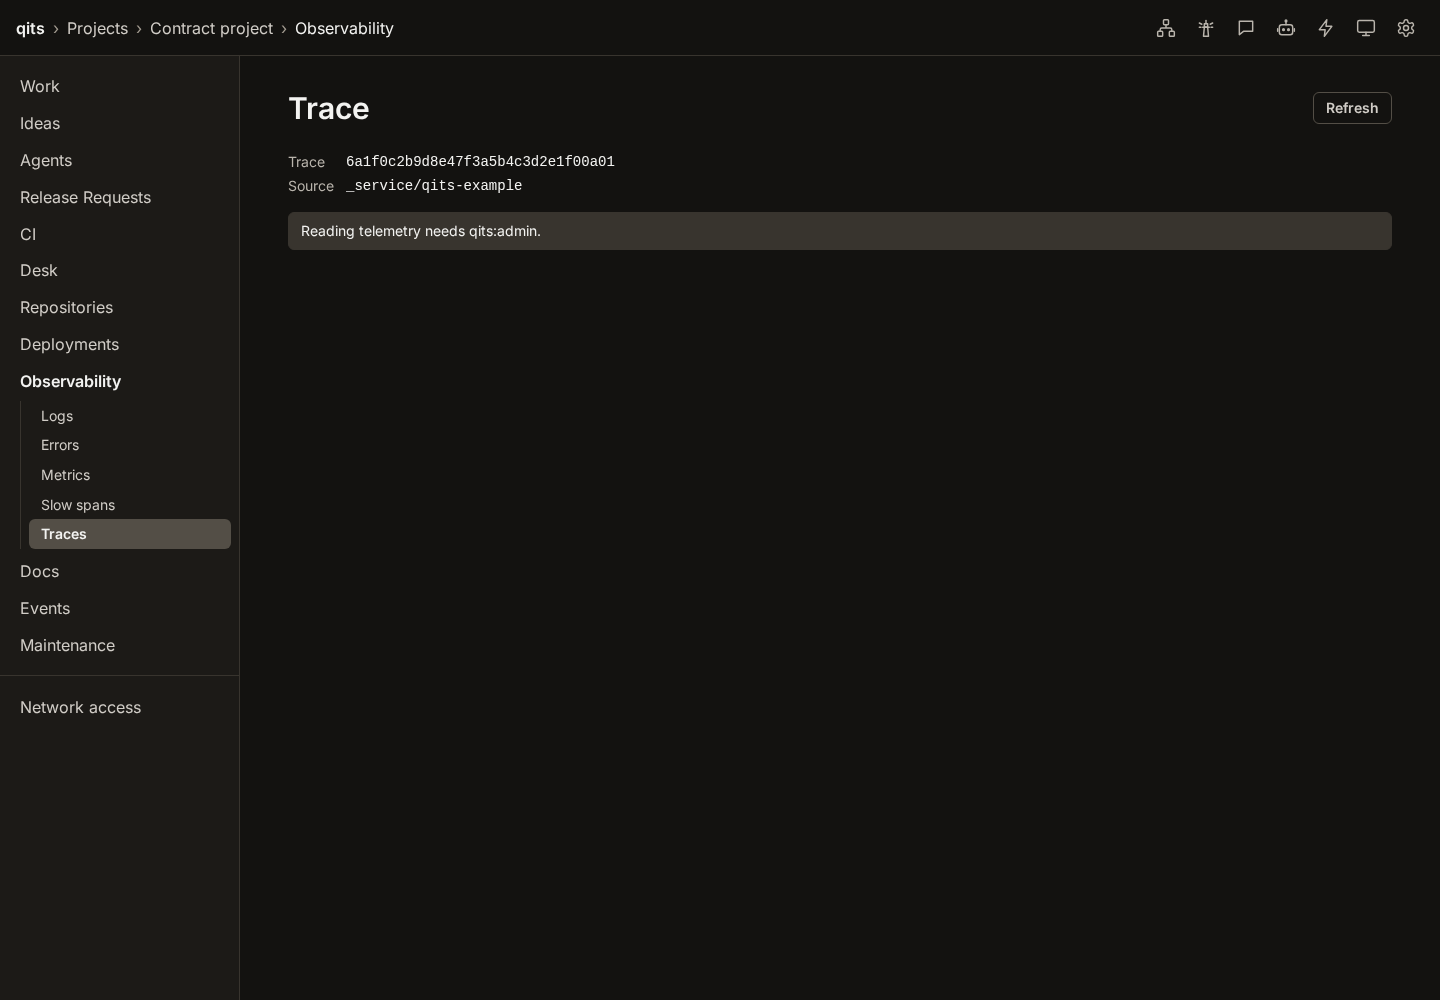 qits › Projects › Contract project › Observability
Work
Ideas
Agents
Release Requests
CI
Desk
Repositories
Deployments
Observability
Logs
Errors
Metrics
Slow spans
Traces
Docs
Events
Maintenance
Network access
Trace
Refresh
Trace 6a1f0c2b9d8e47f3a5b4c3d2e1f00a01
Source _service/qits-example
Reading telemetry needs qits:admin.